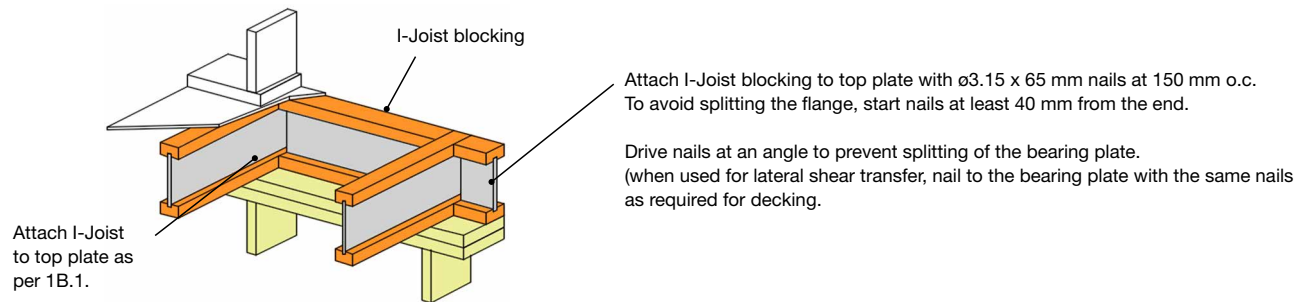 I-Joist blocking
Attach I-Joist blocking to top plate with ø3.15 x 65 mm nails at 150 mm o.c.
To avoid splitting the flange, start nails at least 40 mm from the end.
Drive nails at an angle to prevent splitting of the bearing plate.
(when used for lateral shear transfer, nail to the bearing plate with the same nails
as required for decking.
Attach I-Joist
to top plate as
per 1B.1.